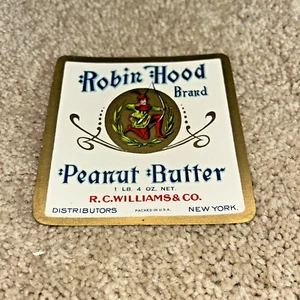 Robin Hood
Brand
Peanut Butter
1 LB. 4 OZ. NET.
R.C. WILLIAMS & CO.
DISTRIBUTORS PACKED IN U.S.A. NEW YORK.